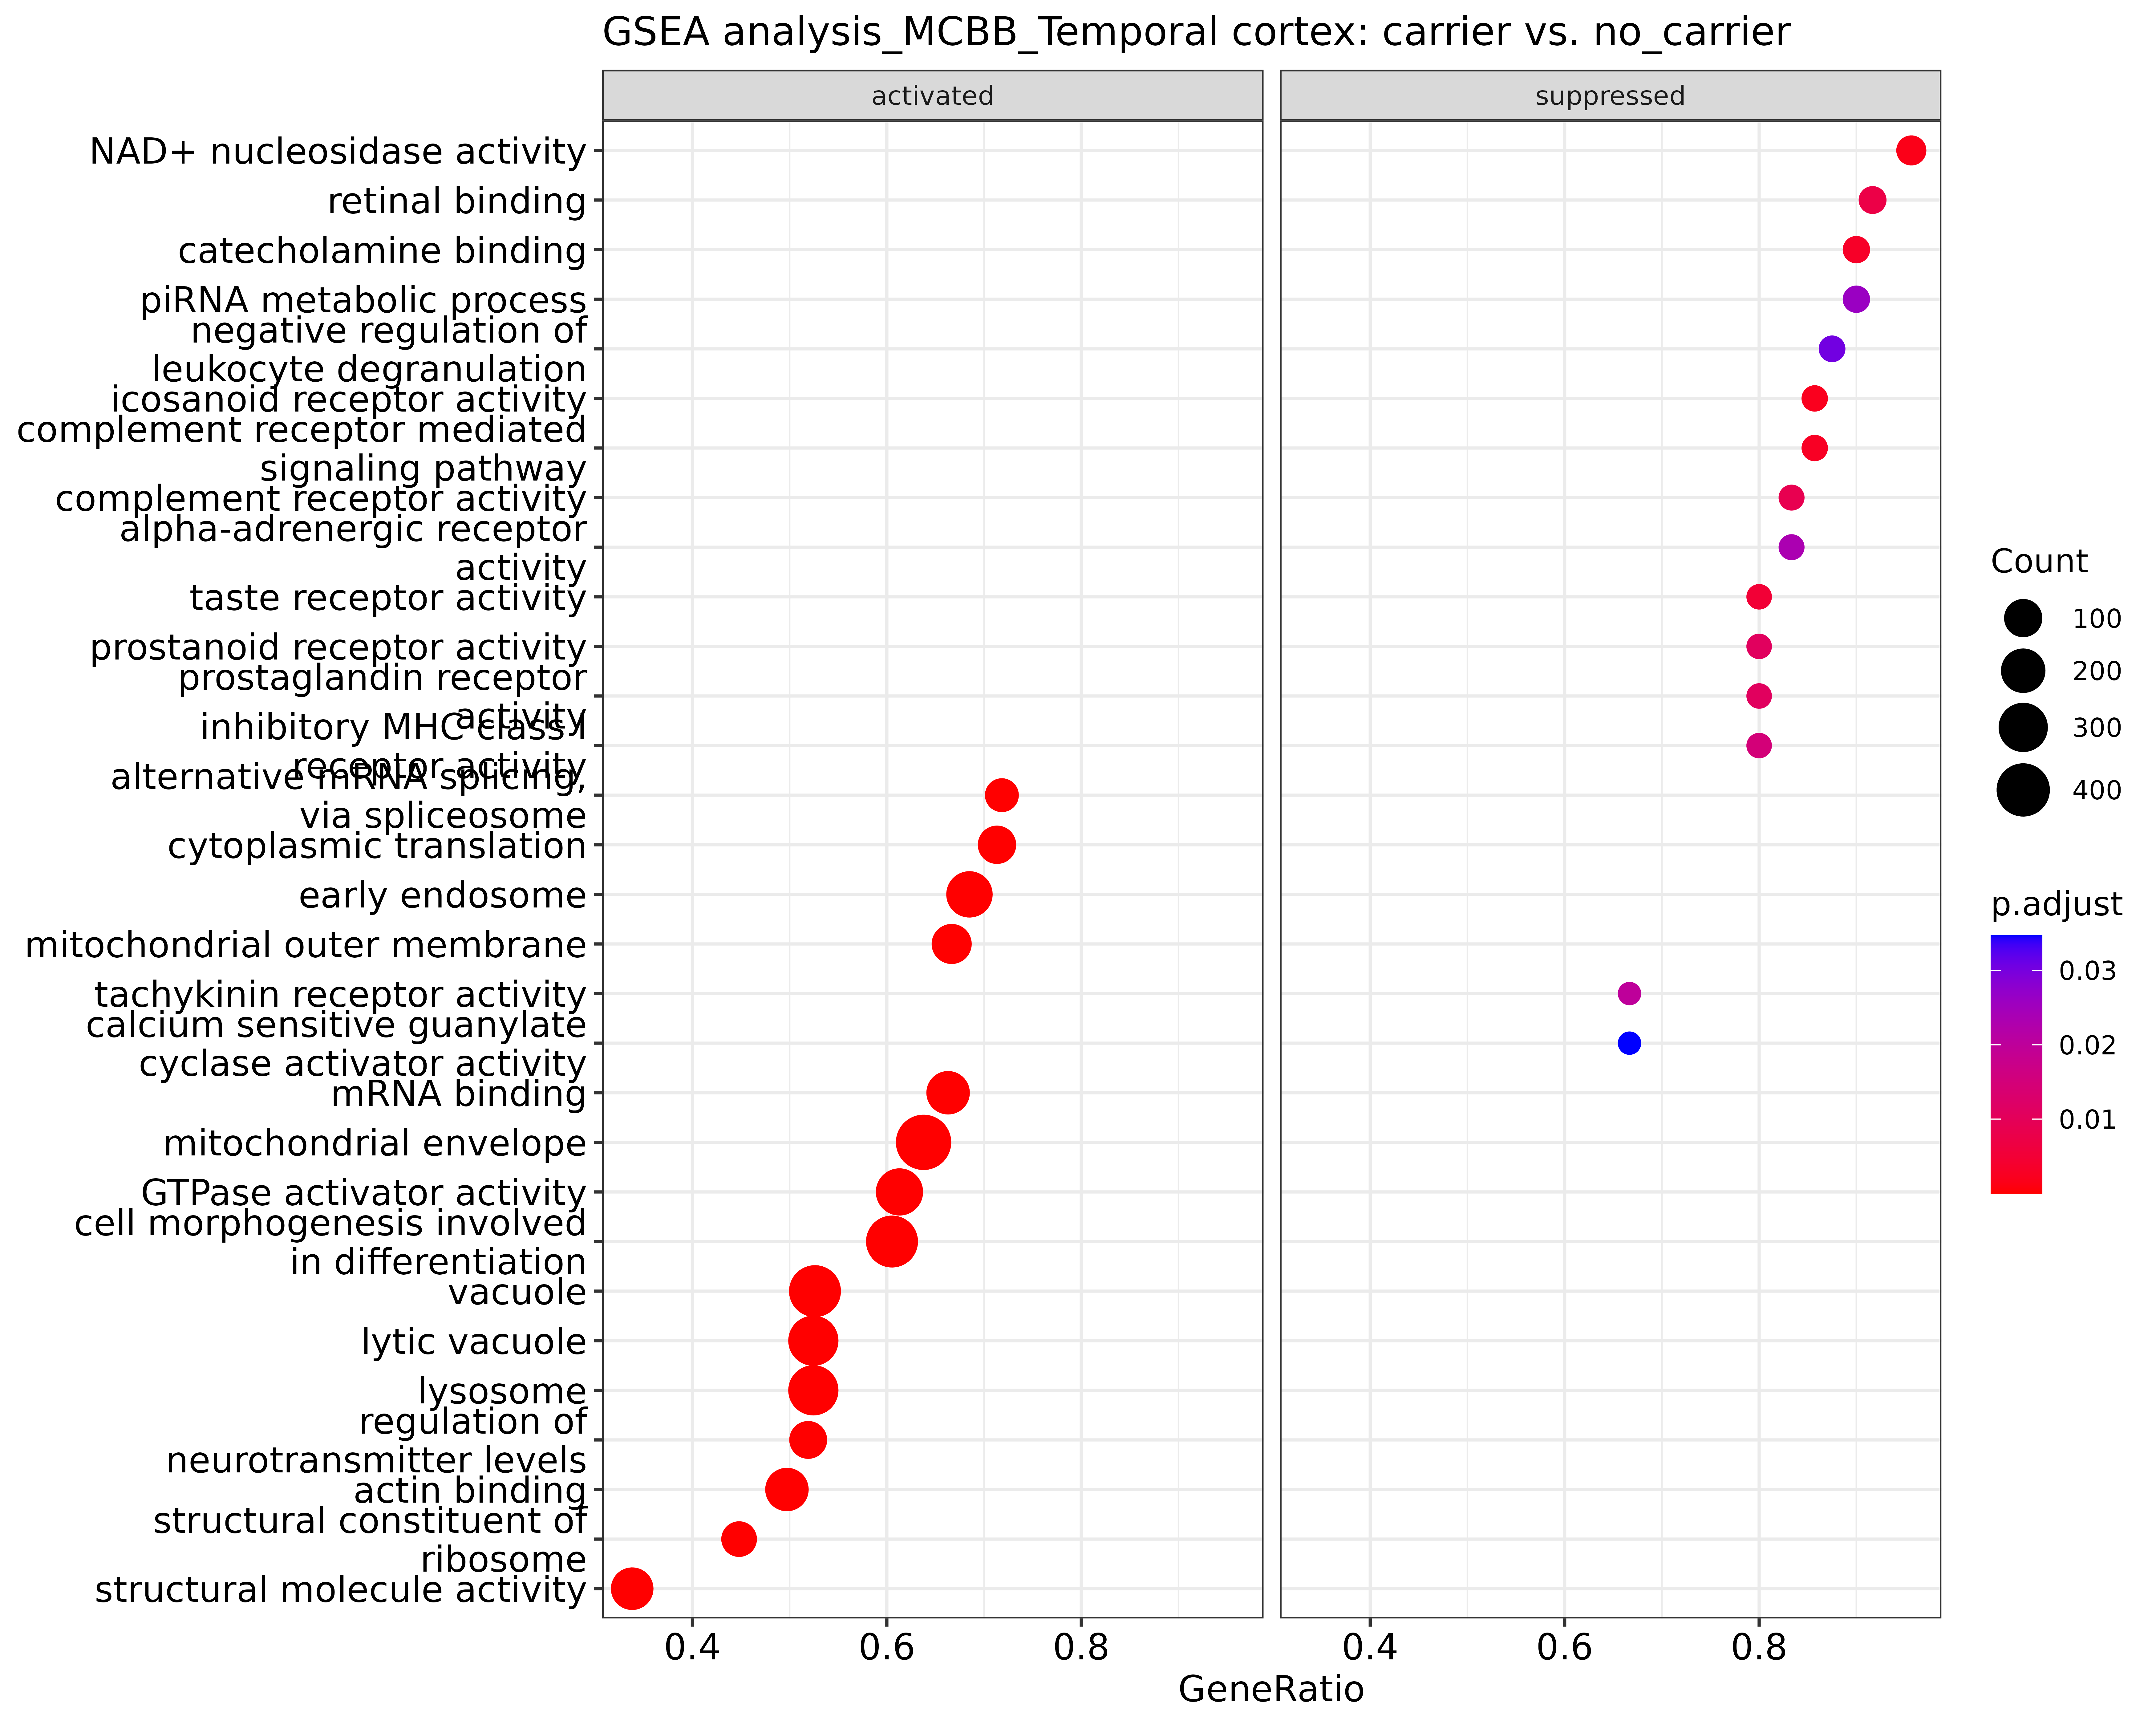 GSEA analysis_MCBB_Temporal cortex: carrier vs. no_carrier
activated
suppressed
NAD+ nucleosidase activity
retinal binding
catecholamine binding
piRNA metabolic process
negative regulation of
leukocyte degranulation
icosanoid receptor activity
complement receptor mediated
signaling pathway
complement receptor activity
alpha-adrenergic receptor
activity
taste receptor activity
prostanoid receptor activity
prostaglandin receptor
activity
inhibitory MHC class I
receptor activity
alternative mRNA splicing,
via spliceosome
cytoplasmic translation
early endosome
mitochondrial outer membrane
tachykinin receptor activity
calcium sensitive guanylate
cyclase activator activity
mRNA binding
mitochondrial envelope
GTPase activator activity
cell morphogenesis involved
in differentiation
vacuole
lytic vacuole
lysosome
regulation of
neurotransmitter levels
actin binding
structural constituent of
ribosome
structural molecule activity
0.4 0.6 0.8
0.4 0.6 0.8
GeneRatio
Count
100
200
300
400
p.adjust
0.03
0.02
0.01